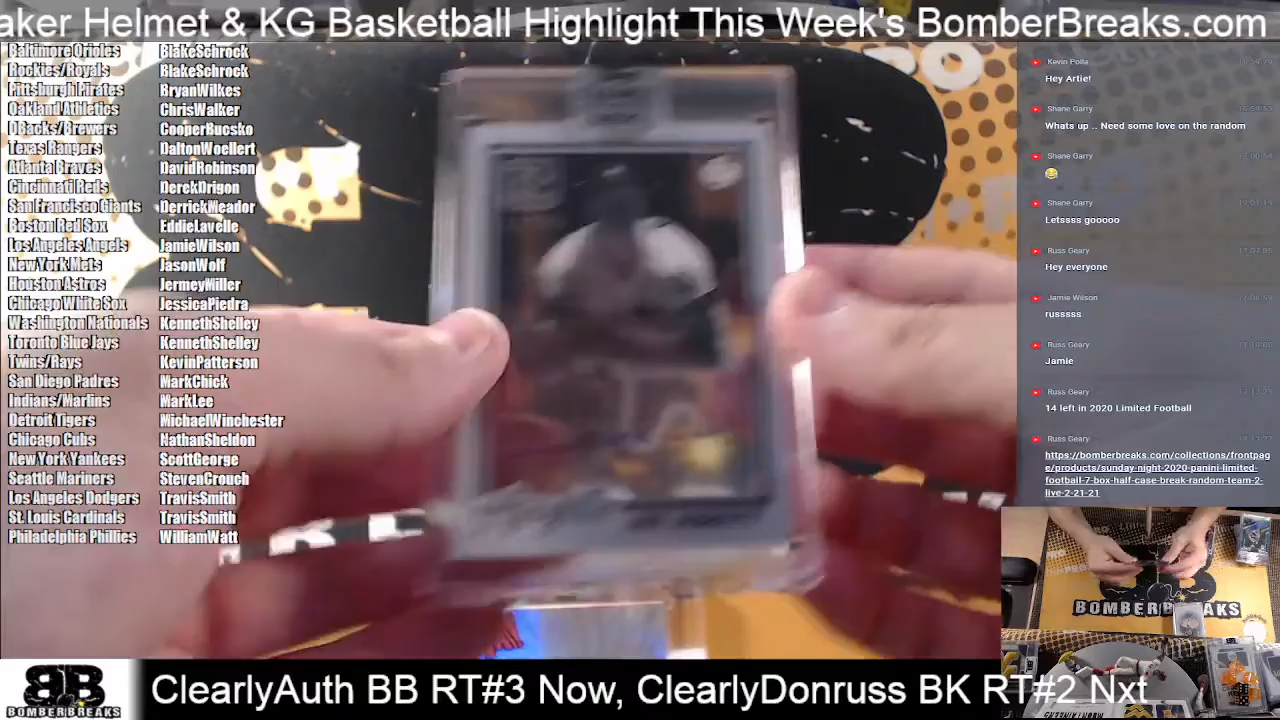 aker Helmet & KG Basketball Highlight This Week's BomberBreaks.com
Baltimore Orioles BlakeSchrock
Rockies/Royals BlakeSchrock
Pittsburgh Pirates BryanWilkes
Oakland Athletics ChrisWalker
DBacks/Brewers CooperBucsko
Texas Rangers DaltonWoellert
Atlanta Braves DavidRobinson
Cincinnati Reds DerekDrigon
San Francisco Giants DerrickMeador
Boston Red Sox EddieLavelle
Los Angeles Angels JamieWilson
New York Mets JasonWolf
Houston Astros JermeyMiller
Chicago White Sox JessicaPiedra
Washington Nationals KennethShelley
Toronto Blue Jays KennethShelley
Twins/Rays KevinPatterson
San Diego Padres MarkChick
Indians/Marlins MarkLee
Detroit Tigers MichaelWinchester
Chicago Cubs NathanSheldon
New York Yankees ScottGeorge
Seattle Mariners StevenCrouch
Los Angeles Dodgers TravisSmith
St. Louis Cardinals TravisSmith
Philadelphia Phillies WilliamWatt
Kevin Polla
Hey Artie!
Shane Garry
Whats up .. Need some love on the random
Shane Garry
😂
Shane Garry
Letssss gooooo
Russ Geary
Hey everyone
Jamie Wilson
russsss
Russ Geary
Jamie
Russ Geary
14 left in 2020 Limited Football
Russ Geary
https://bomberbreaks.com/collections/frontpag
e/products/sunday-night-2020-panini-limited-
football-7-box-half-case-break-random-team-2-
live-2-21-21
BOMBERBREAKS
BB
BOMBERBREAKS
ClearlyAuth BB RT#3 Now, ClearlyDonruss BK RT#2 Nxt